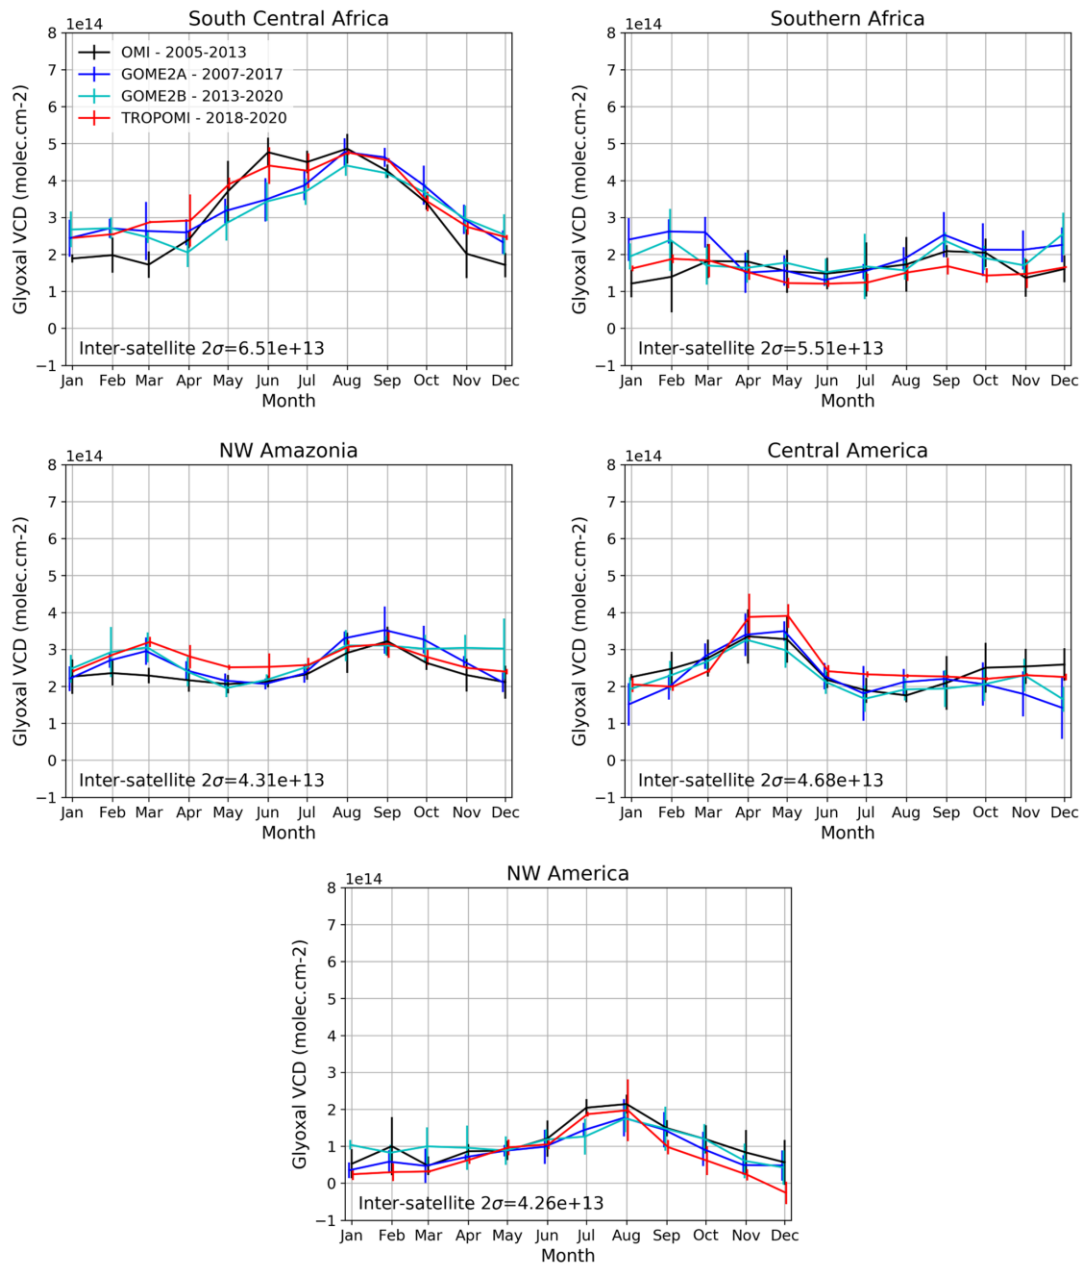 South Central Africa
1e14
8
7
6
5
4
3
2
1
0
−1
Glyoxal VCD (molec.cm-2)
OMI - 2005-2013
GOME2A - 2007-2017
GOME2B - 2013-2020
TROPOMI - 2018-2020
Inter-satellite 2σ=6.51e+13
Jan Feb Mar Apr May Jun Jul Aug Sep Oct Nov Dec
Month
Southern Africa
1e14
8
7
6
5
4
3
2
1
0
−1
Glyoxal VCD (molec.cm-2)
Inter-satellite 2σ=5.51e+13
Jan Feb Mar Apr May Jun Jul Aug Sep Oct Nov Dec
Month
NW Amazonia
1e14
8
7
6
5
4
3
2
1
0
−1
Glyoxal VCD (molec.cm-2)
Inter-satellite 2σ=4.31e+13
Jan Feb Mar Apr May Jun Jul Aug Sep Oct Nov Dec
Month
Central America
1e14
8
7
6
5
4
3
2
1
0
−1
Glyoxal VCD (molec.cm-2)
Inter-satellite 2σ=4.68e+13
Jan Feb Mar Apr May Jun Jul Aug Sep Oct Nov Dec
Month
NW America
1e14
8
7
6
5
4
3
2
1
0
−1
Glyoxal VCD (molec.cm-2)
Inter-satellite 2σ=4.26e+13
Jan Feb Mar Apr May Jun Jul Aug Sep Oct Nov Dec
Month